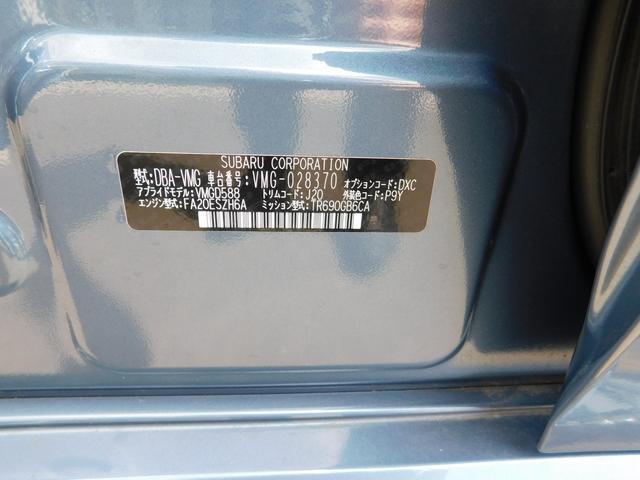 SUBARU CORPORATION
型式:DBA-VMG 車台番号:VMG-028370 オプションコード:DXC
アプライドモデル:VMGD588 トリムコード:J20 外装色コード:P9Y
エンジン型式:FA20ESZH6A ミッション型式:TR690GB6CA